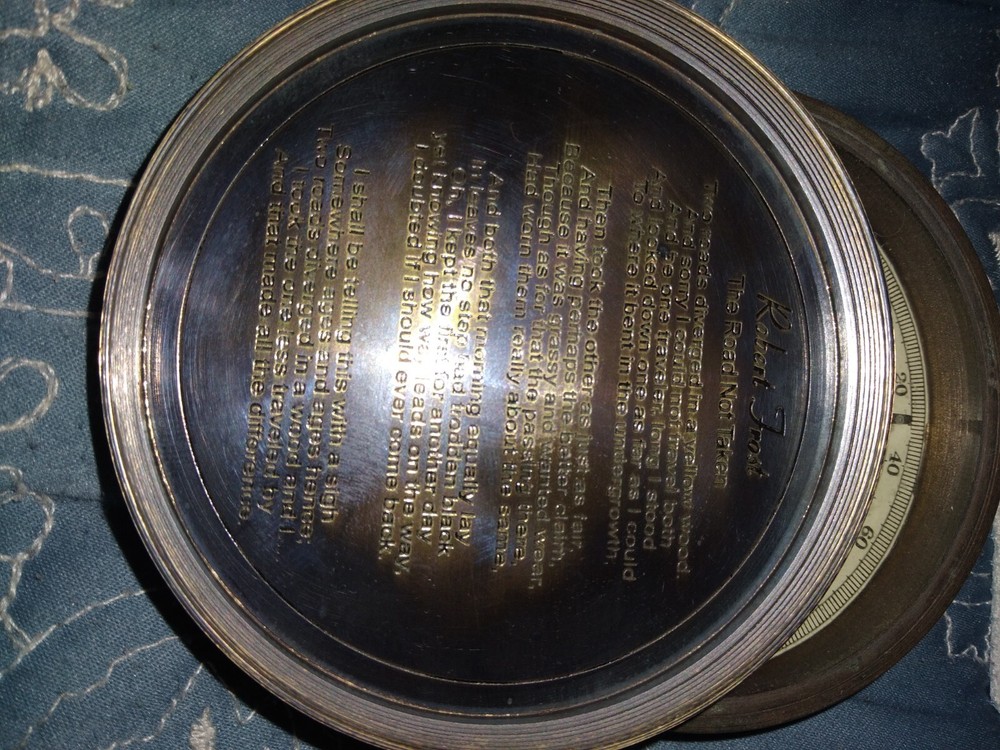 Robert Frost
The Road Not Taken
Two roads diverged in a yellow wood.
And sorry I could not travel both
And be one traveler. long I stood
And looked down one as far as I could
To Where it bent in the undergrowth.
Then took the other, as just as fair,
And having perhaps the better claim,
Because it was grassy and wanted wear.
Though as for that the passing there,
Had worn them really about the same,
And both that morning equally lay
In leaves no step had trodden black
Oh, I kept the first for another day
Yet knowing how way leads on the way,
I doubted if I should ever come back.
I shall be telling this with a sigh
Somewhere ages and ages hence:
Two roads diverged in a wood and I
I took the one less traveled by
And that made all the difference.
20
40
60